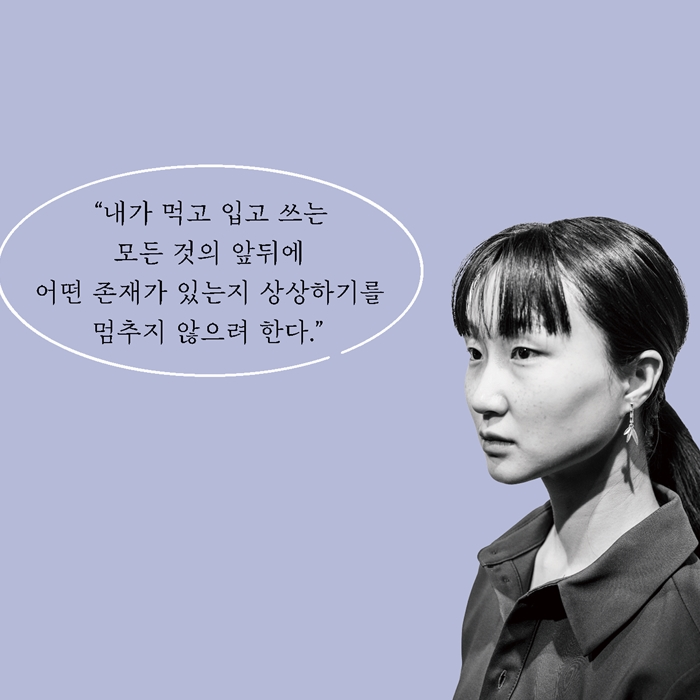 “내가 먹고 입고 쓰는
모든 것의 앞뒤에
어떤 존재가 있는지 상상하기를
멈추지 않으려 한다.”